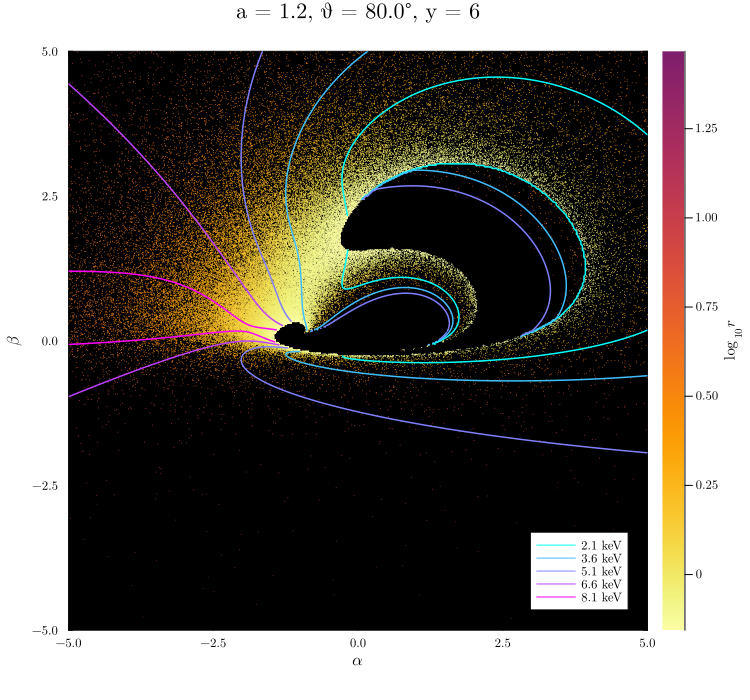 a = 1.2, ϑ = 80.0°, y = 6
5.0
2.5
0.0
−2.5
−5.0
β
−5.0
−2.5
0.0
2.5
5.0
α
2.1 keV
3.6 keV
5.1 keV
6.6 keV
8.1 keV
1.25
1.00
0.75
0.50
0.25
0
log₁₀ r